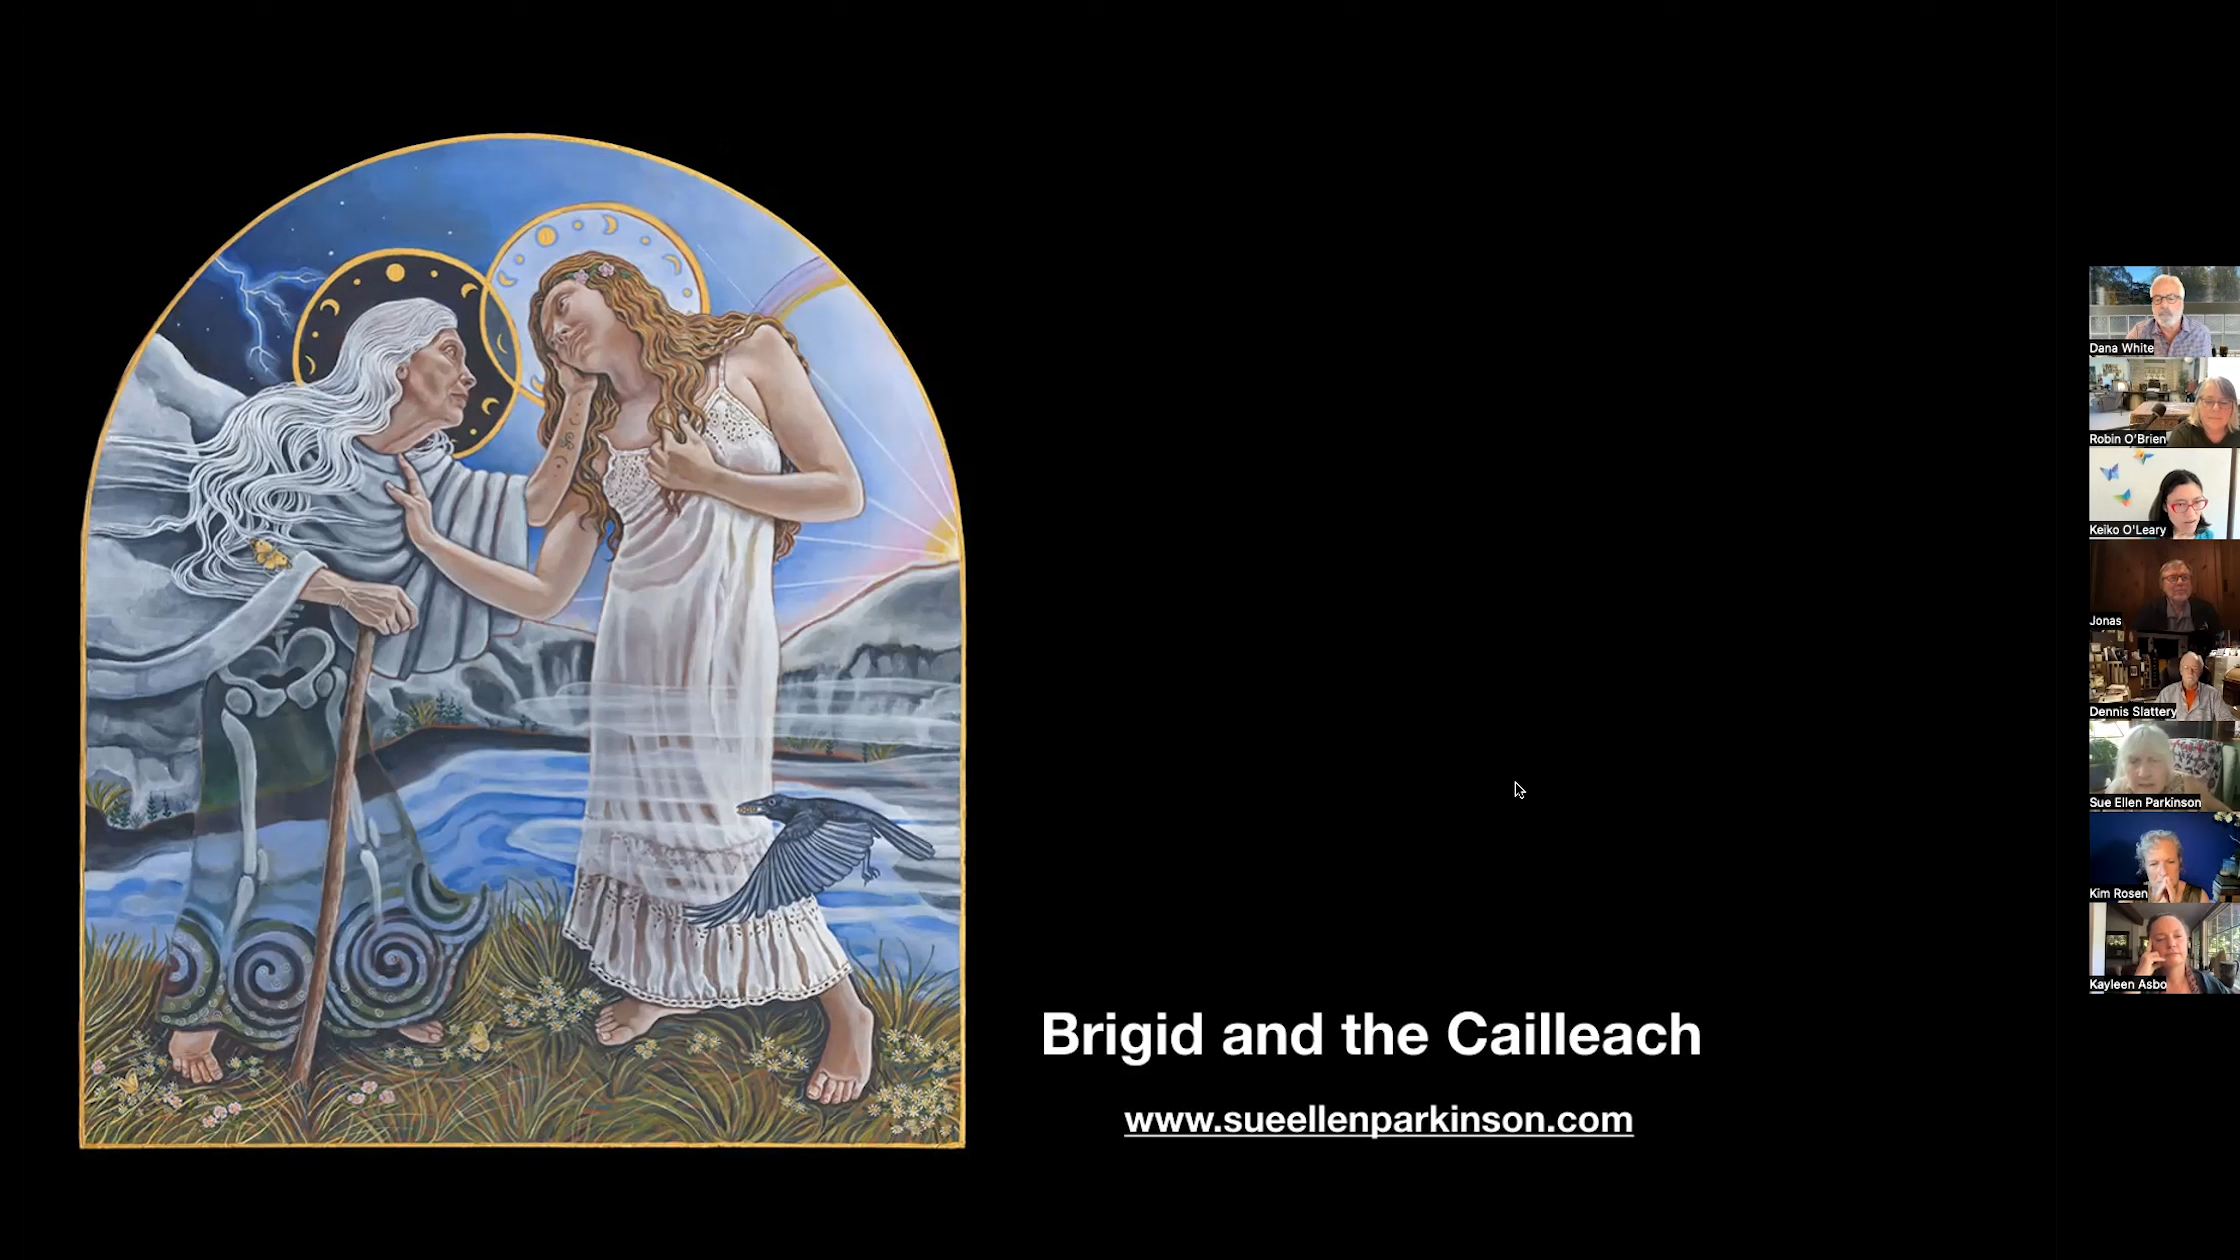 Brigid and the Cailleach
www.sueellenparkinson.com
Dana White
Robin O'Brien
Keiko O'Leary
Jonas
Dennis Slattery
Sue Ellen Parkinson
Kim Rosen
Kayleen Asbo